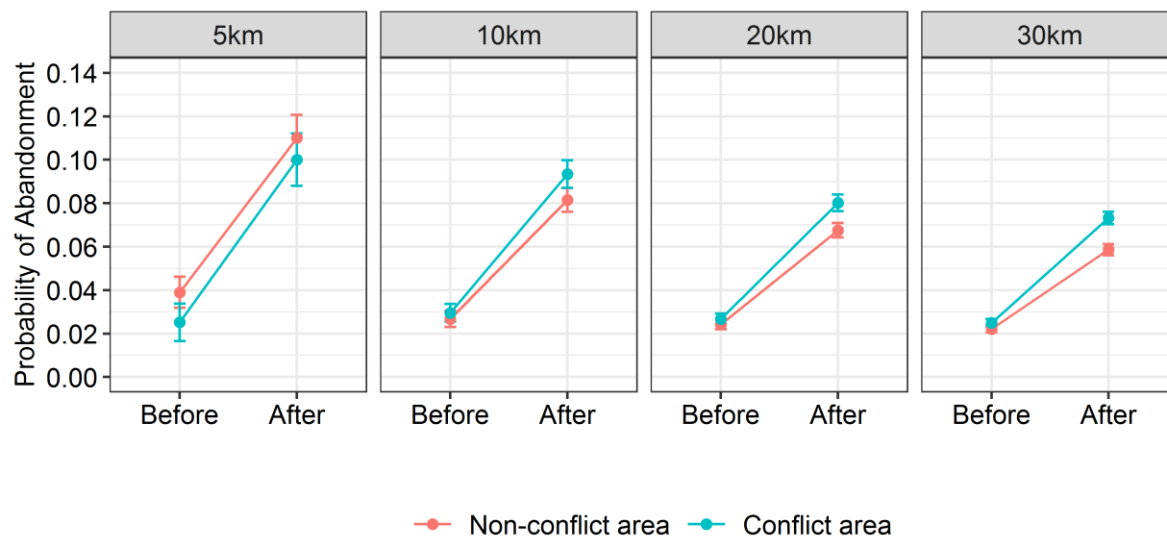 5km 10km 20km 30km
Probability of Abandonment
0.14
0.12
0.10
0.08
0.06
0.04
0.02
0.00
Before After Before After Before After Before After
Non-conflict area Conflict area